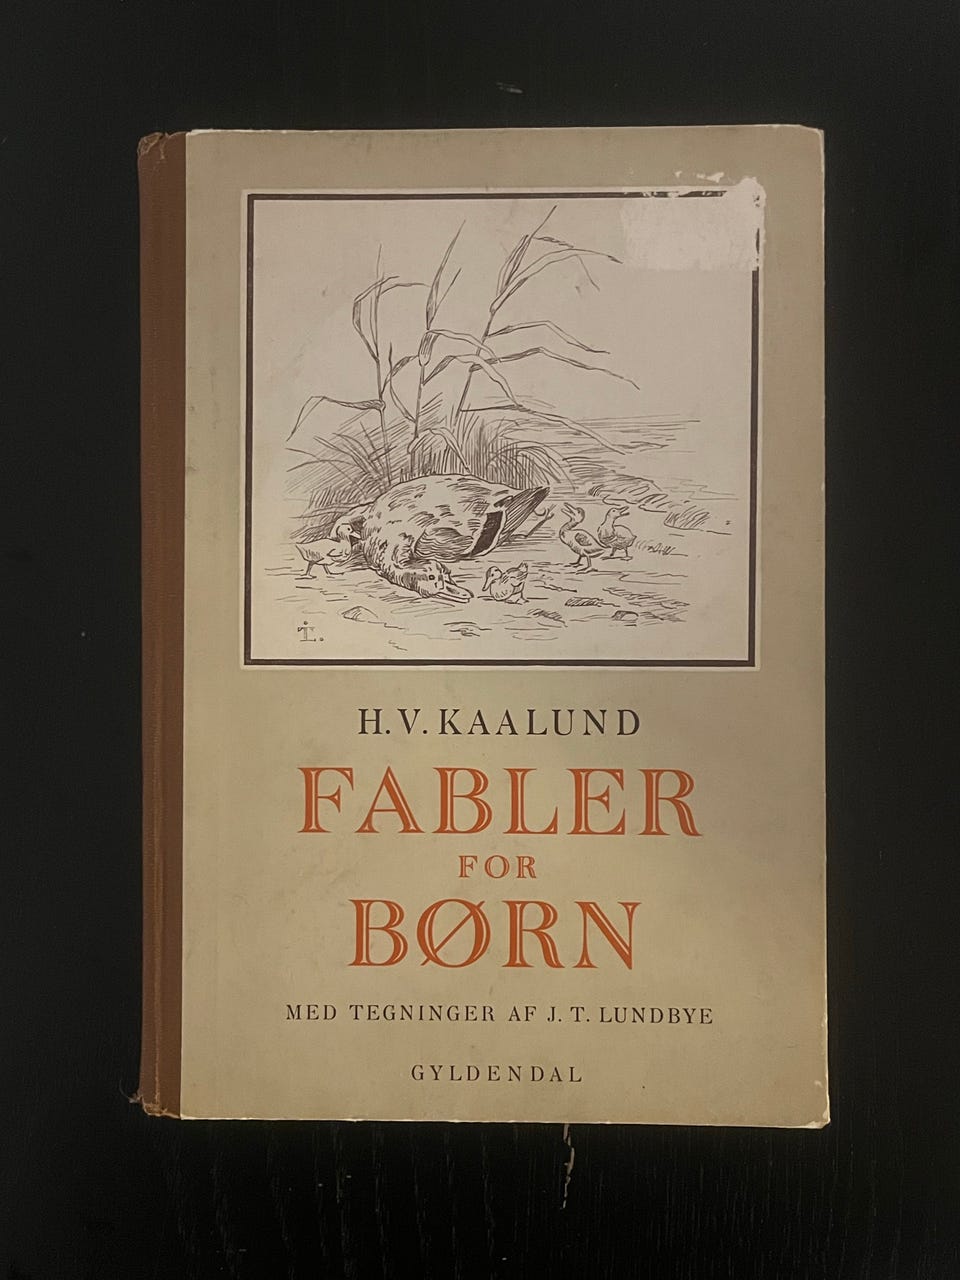 L.
H. V. KAALUND
FABLER
FOR
BØRN
MED TEGNINGER AF J. T. LUNDBYE
GYLDENDAL